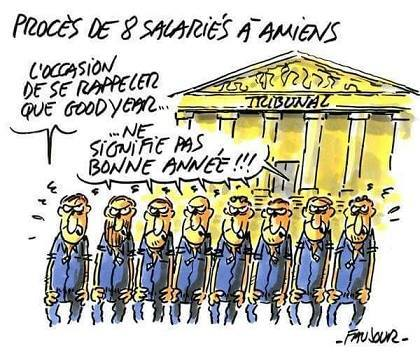 PROCÈS DE 8 SALARIÉS À AMIENS
L'OCCASION
DE SE RAPPELER
QUE GOODYEAR...
...NE
SIGNIFIE PAS
BONNE ANNÉE !!!
TRIBUNAL
-FAUJOUR-